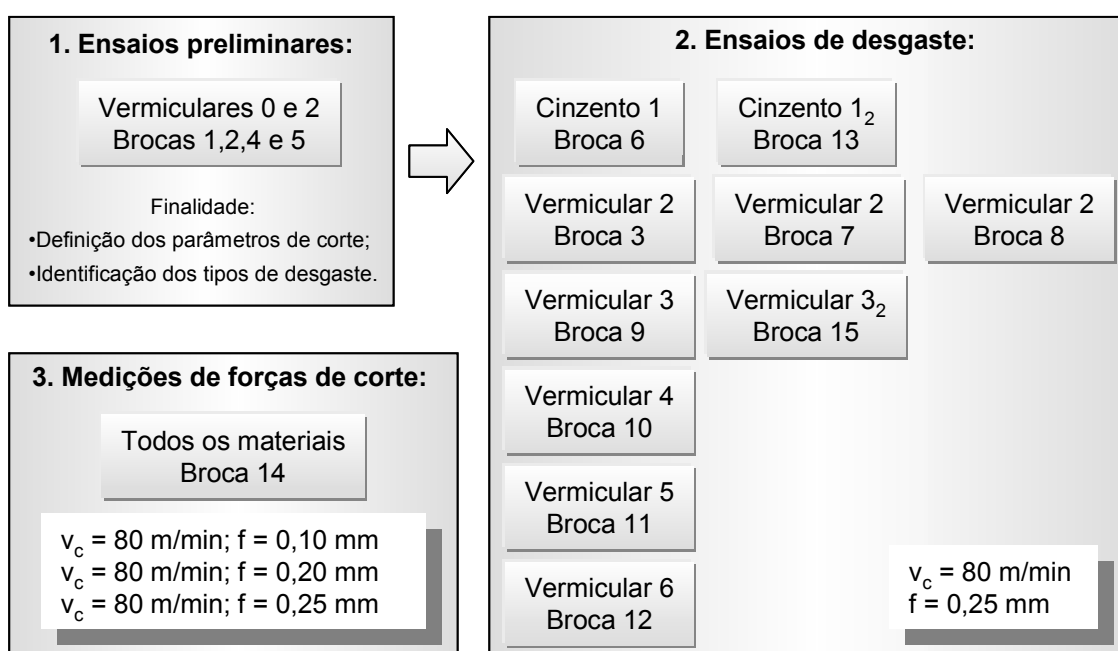 1. Ensaios preliminares:
Vermiculares 0 e 2
Brocas 1,2,4 e 5
Finalidade:
•Definição dos parâmetros de corte;
•Identificação dos tipos de desgaste.
2. Ensaios de desgaste:
Cinzento 1
Broca 6
Cinzento 1₂
Broca 13
Vermicular 2
Broca 3
Vermicular 2
Broca 7
Vermicular 2
Broca 8
Vermicular 3
Broca 9
Vermicular 3₂
Broca 15
Vermicular 4
Broca 10
Vermicular 5
Broca 11
Vermicular 6
Broca 12
v_c = 80 m/min
f = 0,25 mm
3. Medições de forças de corte:
Todos os materiais
Broca 14
v_c = 80 m/min; f = 0,10 mm
v_c = 80 m/min; f = 0,20 mm
v_c = 80 m/min; f = 0,25 mm